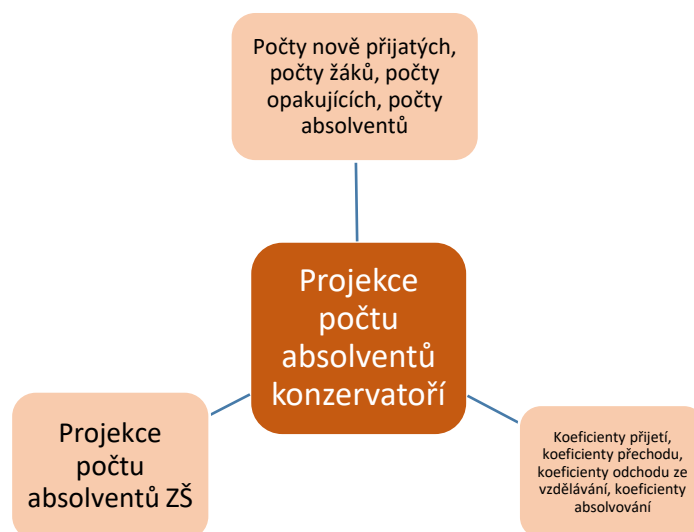 Počty nově přijatých,
počty žáků, počty
opakujících, počty
absolventů
Projekce
počtu
absolventů
konzervatoří
Projekce
počtu
absolventů ZŠ
Koeficienty přijetí,
koeficienty přechodu,
koeficienty odchodu ze
vzdělávání, koeficienty
absolvování